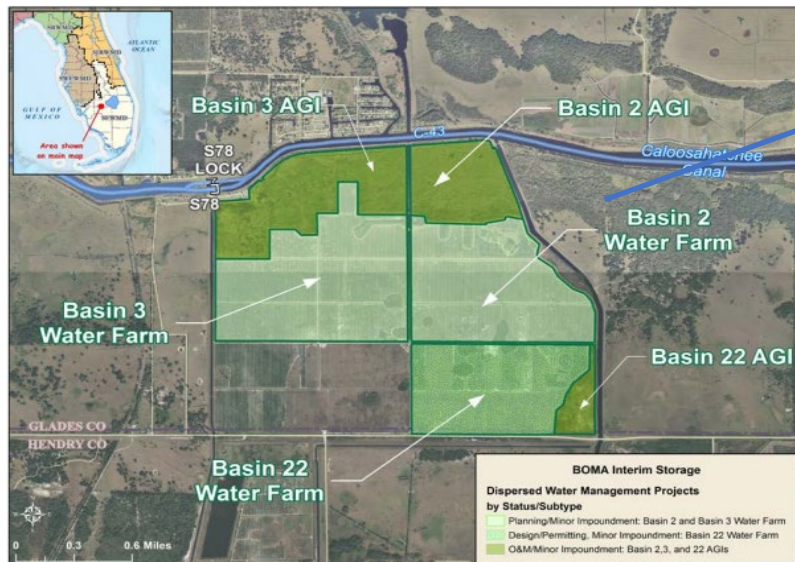 SRWMD
SJRWMD
SWFWMD
SFWMD
ATLANTIC
OCEAN
GULF OF
MEXICO
Area shown
on main map
Basin 3 AGI
Basin 2 AGI
C-43
S78
LOCK
S78
Caloosahatchee
Canal
Basin 2
Water Farm
Basin 3
Water Farm
Basin 22 AGI
GLADES CO
HENDRY CO
Basin 22
Water Farm
0 0.3 0.6 Miles
BOMA Interim Storage
Dispersed Water Management Projects
by Status/Subtype
Planning/Minor Impoundment: Basin 2 and Basin 3 Water Farm
Design/Permitting, Minor Impoundment: Basin 22 Water Farm
O&M/Minor Impoundment: Basin 2,3, and 22 AGIs